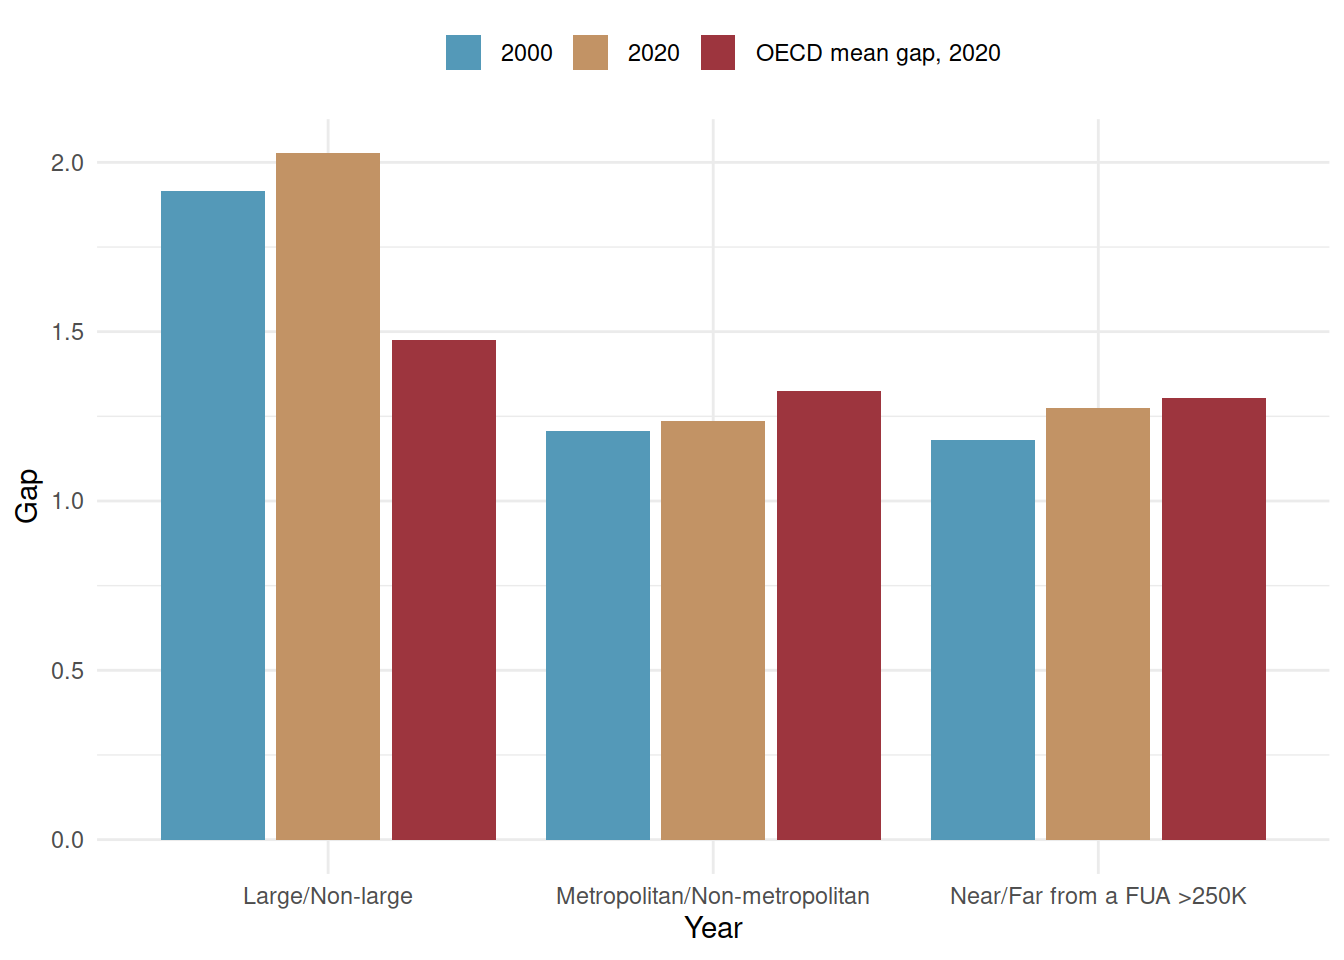 2000 2020 OECD mean gap, 2020
2.0
1.5
1.0
0.5
0.0
Gap
Large/Non-large Metropolitan/Non-metropolitan Near/Far from a FUA >250K
Year